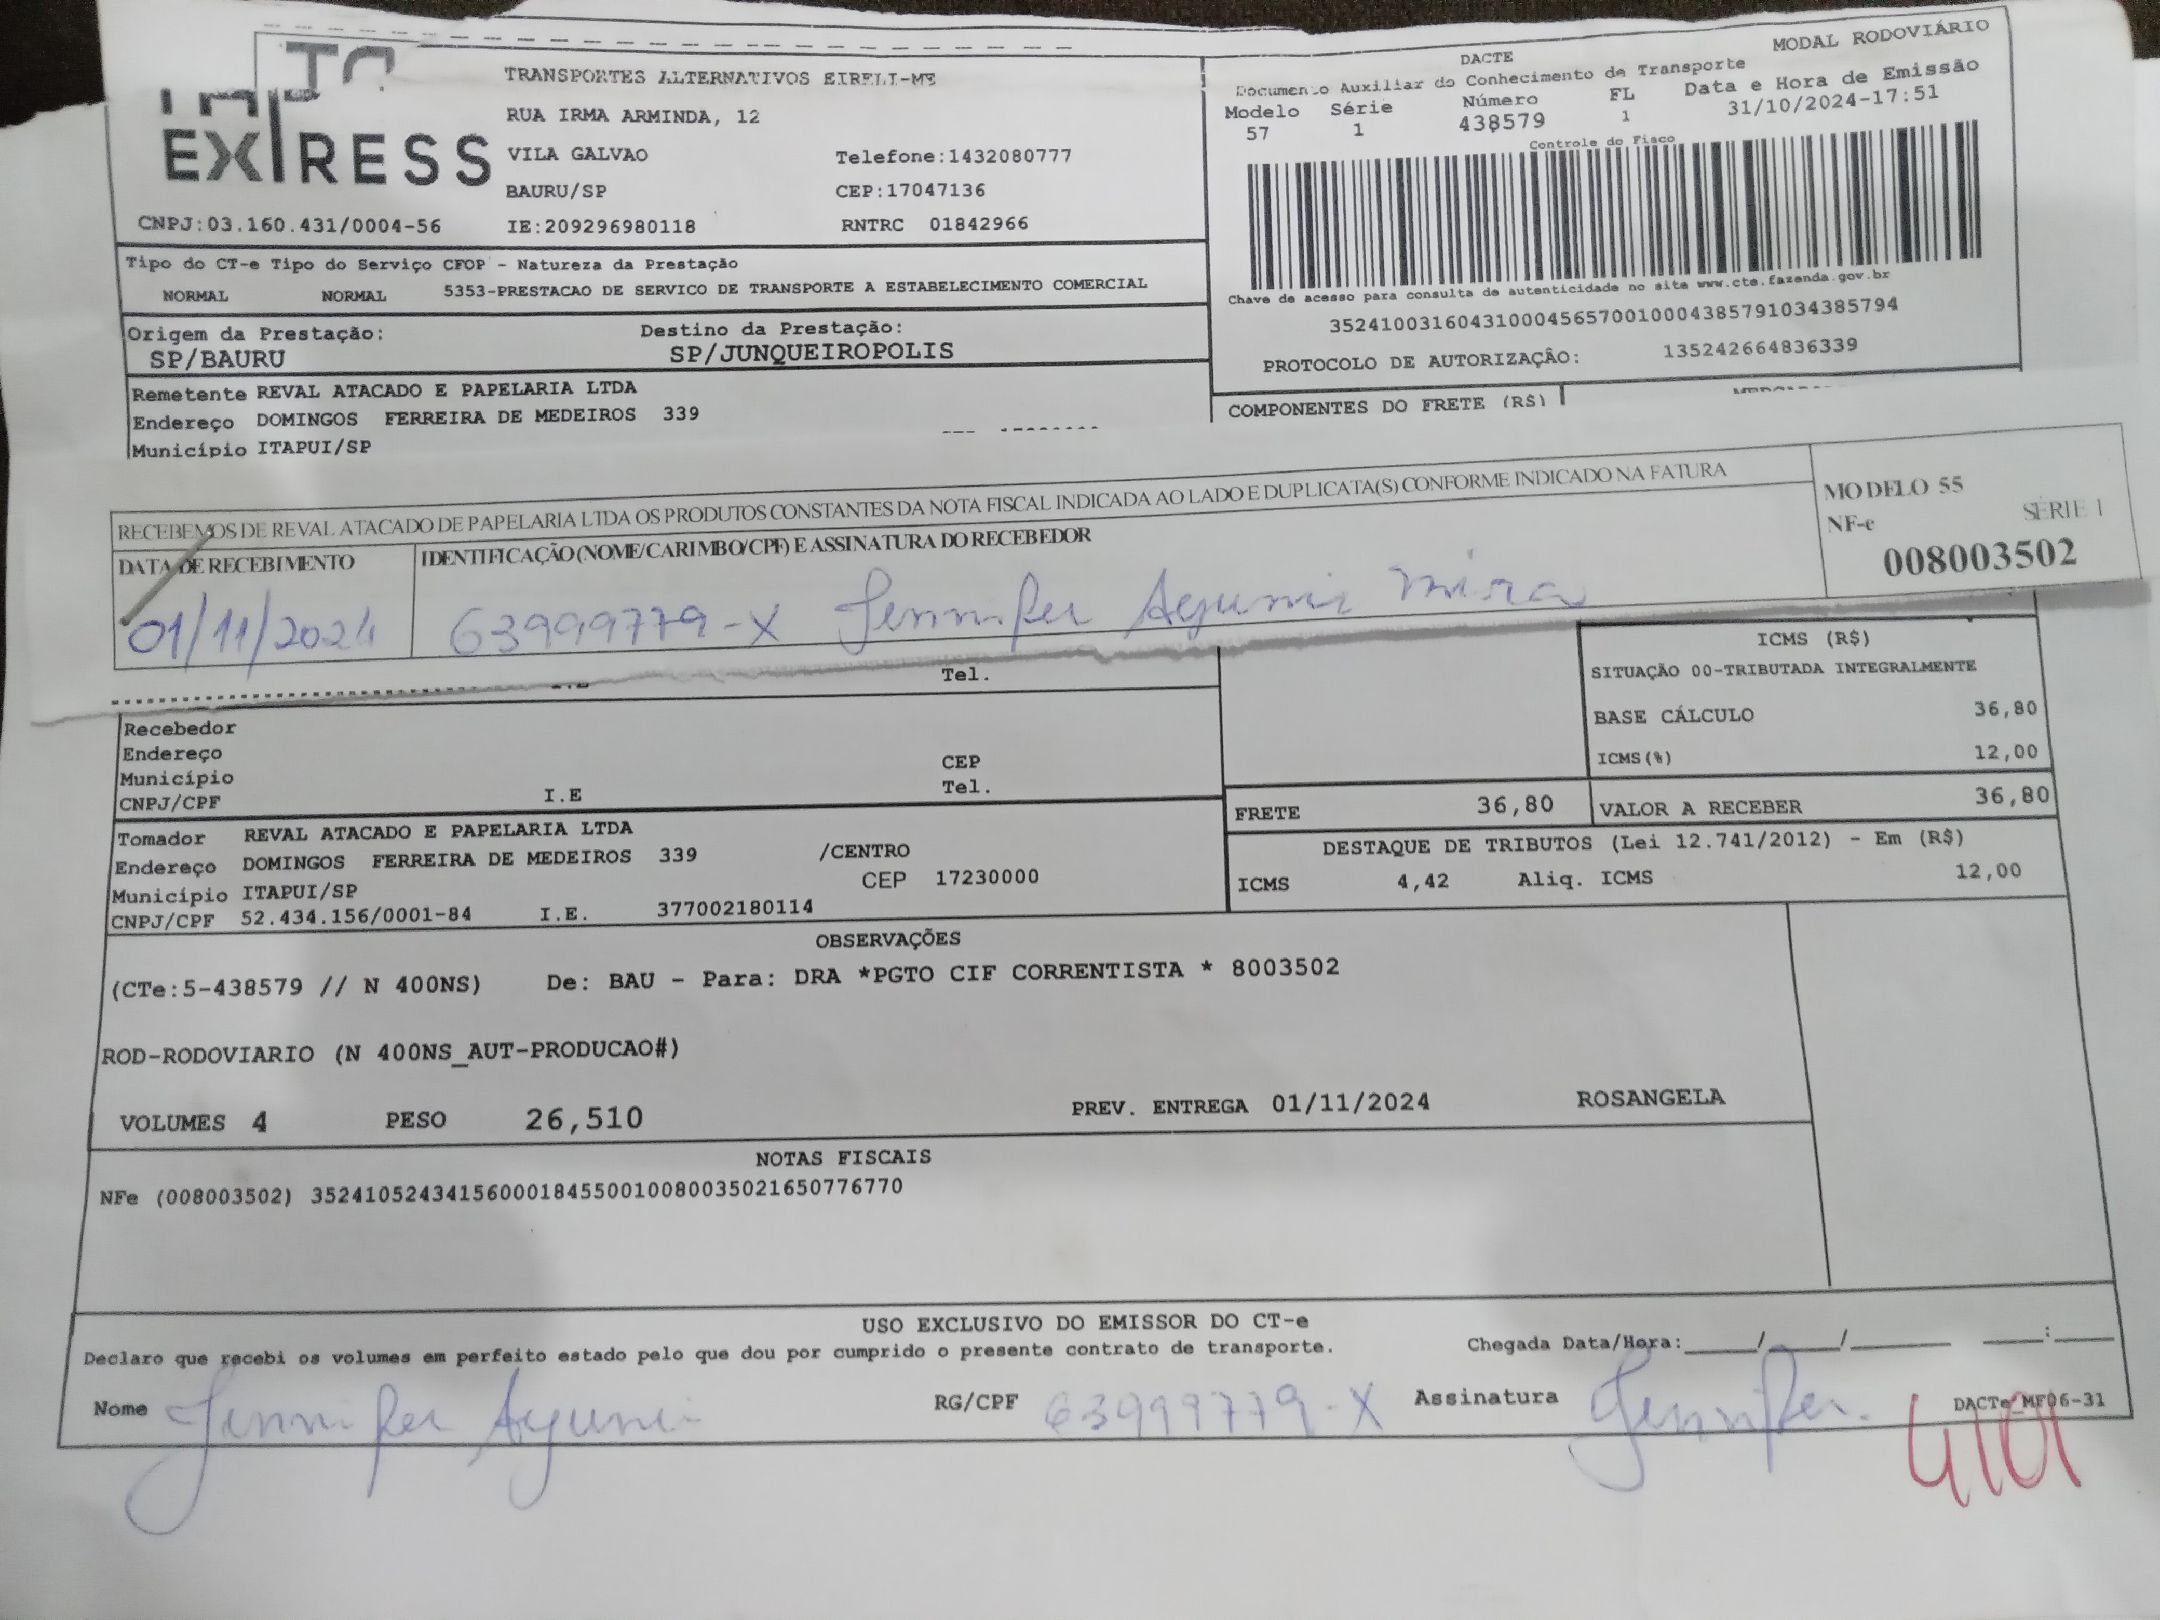 EXPRESS
TRANSPORTES ALTERNATIVOS EIRELI-ME
RUA IRMA ARMINDA, 12
VILA GALVAO Telefone:1432080777
BAURU/SP CEP:17047136
CNPJ:03.160.431/0004-56 IE:209296980118 RNTRC 01842966
DACTE MODAL RODOVIÁRIO
Documento Auxiliar do Conhecimento de Transporte
Modelo Série Número FL Data e Hora de Emissão
57 1 438579 1 31/10/2024-17:51
Controle do Fisco
Chave de acesso para consulta de autenticidade no site www.cte.fazenda.gov.br
35241003160431000456570010004385791034385794
PROTOCOLO DE AUTORIZAÇÃO: 135242664836339
Tipo do CT-e Tipo do Serviço CFOP - Natureza da Prestação
NORMAL NORMAL 5353-PRESTACAO DE SERVICO DE TRANSPORTE A ESTABELECIMENTO COMERCIAL
Origem da Prestação: Destino da Prestação:
SP/BAURU SP/JUNQUEIROPOLIS
Remetente REVAL ATACADO E PAPELARIA LTDA
Endereço DOMINGOS FERREIRA DE MEDEIROS 339
Município ITAPUI/SP
COMPONENTES DO FRETE (R$)
RECEBEMOS DE REVAL ATACADO DE PAPELARIA LTDA OS PRODUTOS CONSTANTES DA NOTA FISCAL INDICADA AO LADO E DUPLICATA(S) CONFORME INDICADO NA FATURA
MODELO 55
NF-e SÉRIE 1
008003502
DATA DE RECEBIMENTO IDENTIFICAÇÃO (NOME/CARIMBO/CPF) E ASSINATURA DO RECEBEDOR
01/11/2024 63999779-X Jennifer Ayumi Mira
Tel.
ICMS (R$)
SITUAÇÃO 00-TRIBUTADA INTEGRALMENTE
BASE CÁLCULO 36,80
ICMS(%) 12,00
Recebedor
Endereço
Município CEP
CNPJ/CPF I.E Tel.
FRETE 36,80 VALOR A RECEBER 36,80
Tomador REVAL ATACADO E PAPELARIA LTDA
Endereço DOMINGOS FERREIRA DE MEDEIROS 339 /CENTRO
Município ITAPUI/SP CEP 17230000
CNPJ/CPF 52.434.156/0001-84 I.E. 377002180114
DESTAQUE DE TRIBUTOS (Lei 12.741/2012) - Em (R$)
ICMS 4,42 Aliq. ICMS 12,00
OBSERVAÇÕES
(CTe:5-438579 // N 400NS) De: BAU - Para: DRA *PGTO CIF CORRENTISTA * 8003502
ROD-RODOVIARIO (N 400NS_AUT-PRODUCAO#)
VOLUMES 4 PESO 26,510 PREV. ENTREGA 01/11/2024 ROSANGELA
NOTAS FISCAIS
NFe (008003502) 35241052434156000184550010080035021650776770
USO EXCLUSIVO DO EMISSOR DO CT-e
Declaro que recebi os volumes em perfeito estado pelo que dou por cumprido o presente contrato de transporte. Chegada Data/Hora:____/____/____ ___:___
Nome Jennifer Ayumi RG/CPF 63999779-X Assinatura Jennifer. DACTe_MF06-31